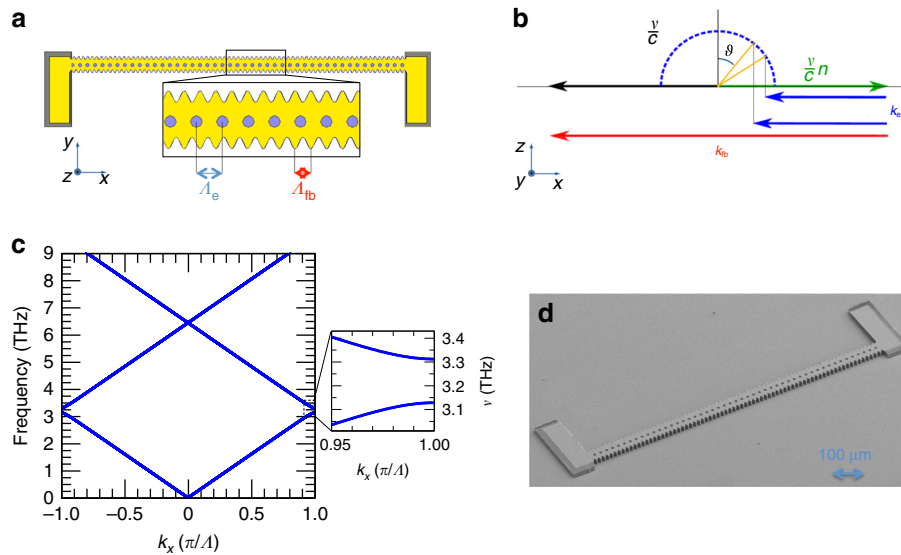 a
y
z
x
Λe
Λfb
b
ν/c
ϑ
ν/c n
ke
kfb
z
y
x
c
Frequency (THz)
9
8
7
6
5
4
3
2
1
0
−1.0
−0.5
0
0.5
1.0
kx (π/Λ)
3.4
3.3
3.2
3.1
ν (THz)
0.95
1.00
kx (π/Λ)
d
100 μm